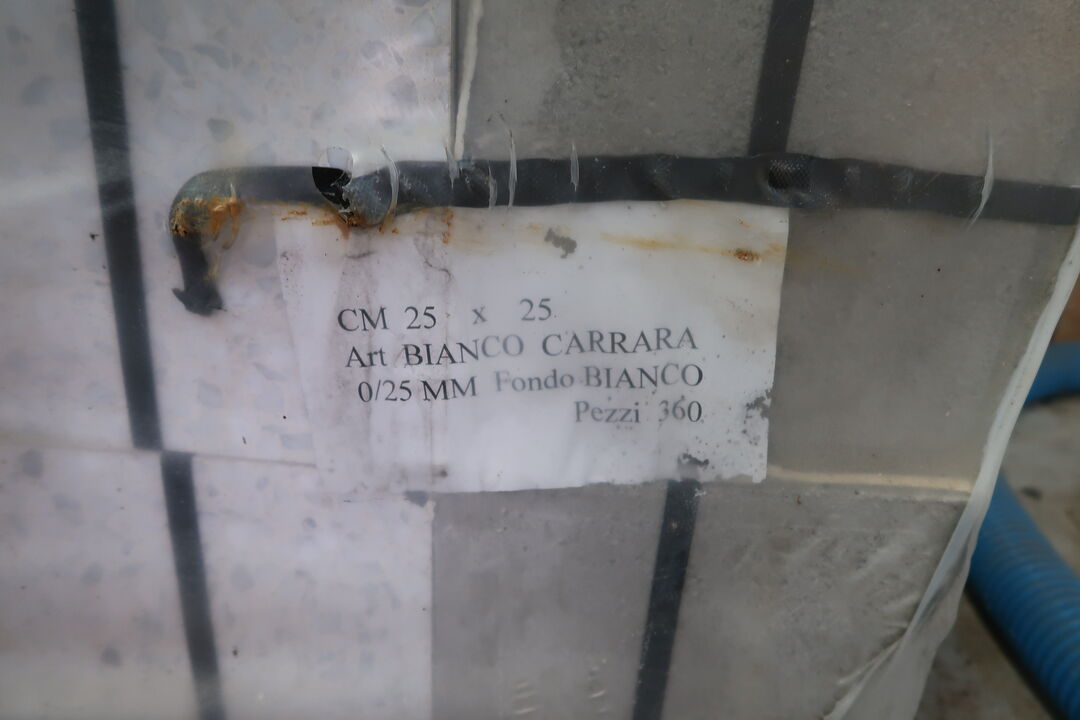 CM 25 x 25
Art BIANCO CARRARA
0/25 MM Fondo BIANCO
Pezzi 360